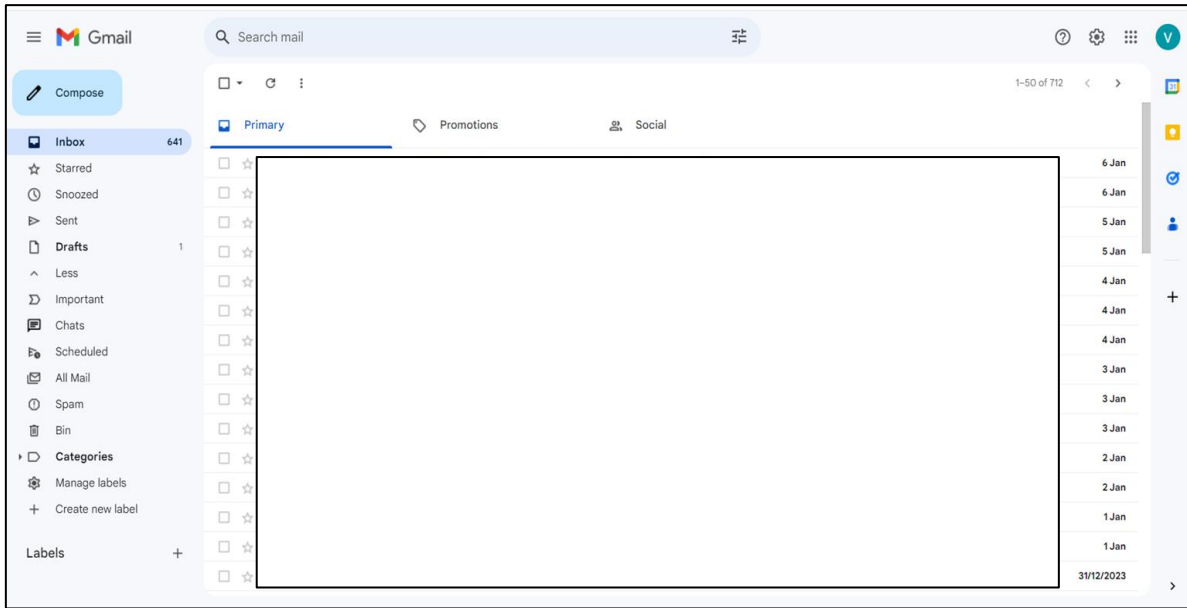 Gmail
Search mail
V
Compose
1–50 of 712
31
Primary
Promotions
Social
Inbox 641
Starred
Snoozed
Sent
Drafts 1
Less
Important
Chats
Scheduled
All Mail
Spam
Bin
Categories
Manage labels
Create new label
Labels
6 Jan
6 Jan
5 Jan
5 Jan
4 Jan
4 Jan
4 Jan
3 Jan
3 Jan
3 Jan
2 Jan
2 Jan
1 Jan
1 Jan
31/12/2023